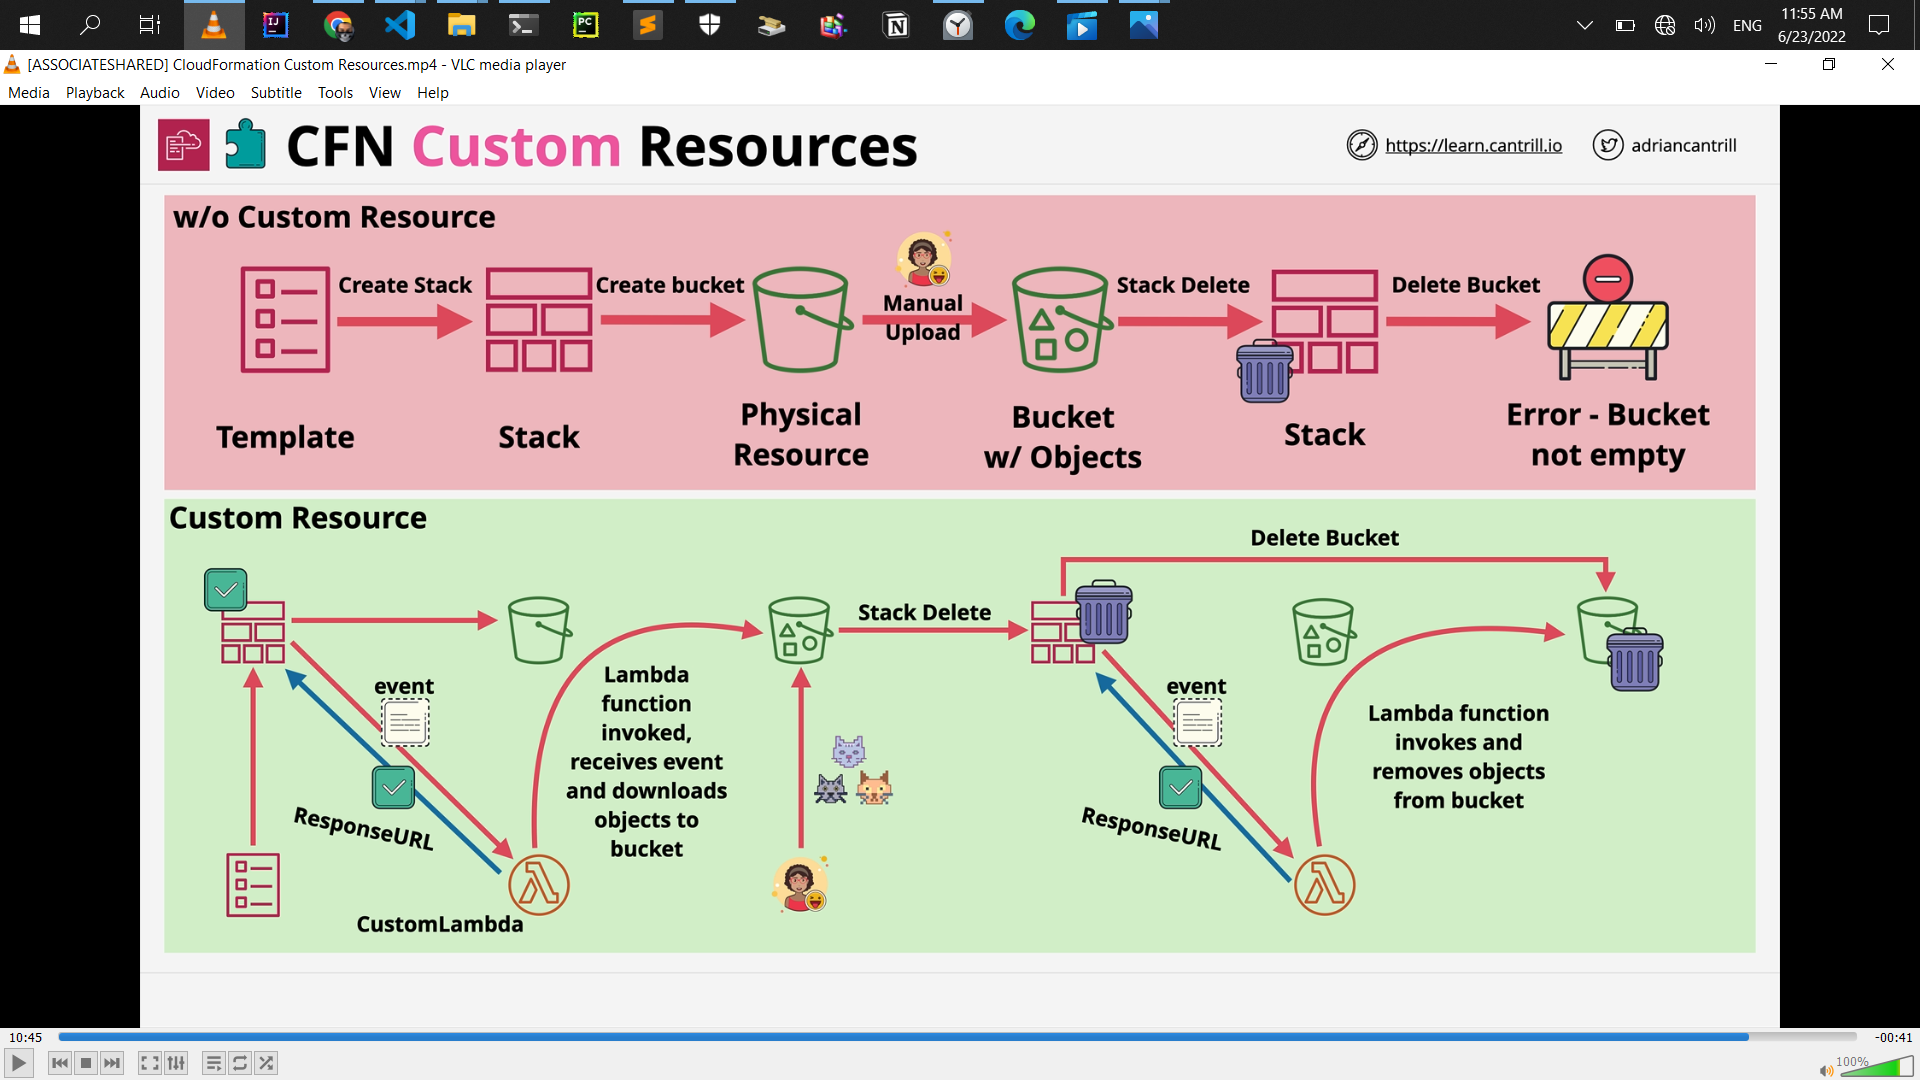 ENG
11:55 AM
6/23/2022
[ASSOCIATESHARED] CloudFormation Custom Resources.mp4 - VLC media player
Media Playback Audio Video Subtitle Tools View Help
CFN Custom Resources
https://learn.cantrill.io
adriancantrill
w/o Custom Resource
Create Stack
Create bucket
Manual
Upload
Stack Delete
Delete Bucket
Template
Stack
Physical
Resource
Bucket
w/ Objects
Stack
Error - Bucket
not empty
Custom Resource
Delete Bucket
Stack Delete
event
ResponseURL
CustomLambda
Lambda
function
invoked,
receives event
and downloads
objects to
bucket
event
ResponseURL
Lambda function
invokes and
removes objects
from bucket
10:45
-00:41
100%